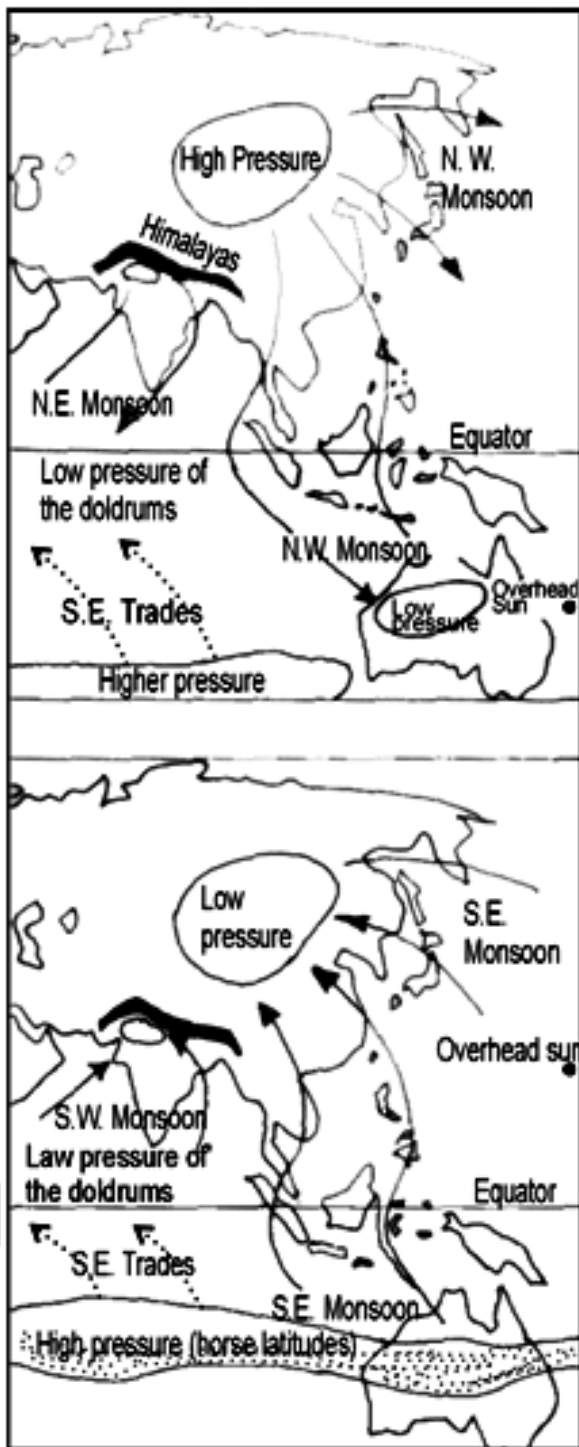 High Pressure
N. W.
Monsoon
Himalayas
N.E. Monsoon
Equator
Low pressure of
the doldrums
N.W. Monsoon
S.E. Trades
Overhead
Sun
Low
pressure
Higher pressure
Low
pressure
S.E.
Monsoon
Overhead sun
S.W. Monsoon
Law pressure of
the doldrums
Equator
S.E. Trades
S.E. Monsoon
High pressure (horse latitudes)